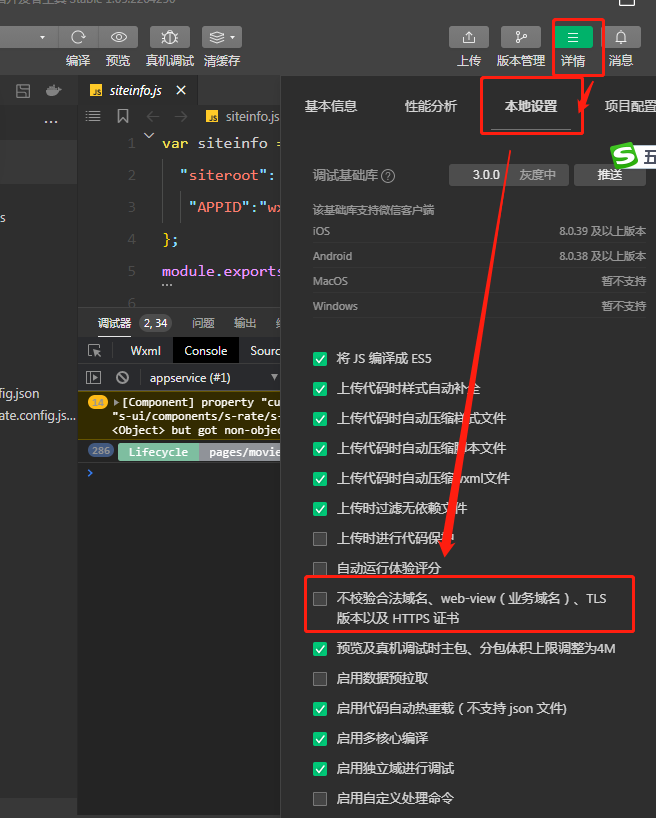 编译 预览 真机调试 清缓存 上传 版本管理 详情 消息
siteinfo.js
基本信息 性能分析 本地设置 项目配置
siteinfo.js
1 var siteinfo =
2 "siteroot":
3 "APPID":"wx
4 };
5 module.exports
6
调试基础库 ? 3.0.0 灰度中 推送
S 五
该基础库支持微信客户端
iOS 8.0.39 及以上版本
Android 8.0.38 及以上版本
MacOS 暂不支持
Windows 暂不支持
调试器 2, 34 问题 输出
Wxml Console Sourc
appservice (#1)
14 [Component] property "cu
"s-ui/components/s-rate/s-
<Object> but got non-objec
286 Lifecycle pages/movie
fig.json
ate.config.js...
将 JS 编译成 ES5
上传代码时样式自动补全
上传代码时自动压缩样式文件
上传代码时自动压缩脚本文件
上传代码时自动压缩wxml文件
上传时过滤无依赖文件
上传时进行代码保护
自动运行体验评分
不校验合法域名、web-view（业务域名）、TLS
版本以及 HTTPS 证书
预览及真机调试时主包、分包体积上限调整为4M
启用数据预拉取
启用代码自动热重载（不支持 json 文件)
启用多核心编译
启用独立域进行调试
启用自定义处理命令